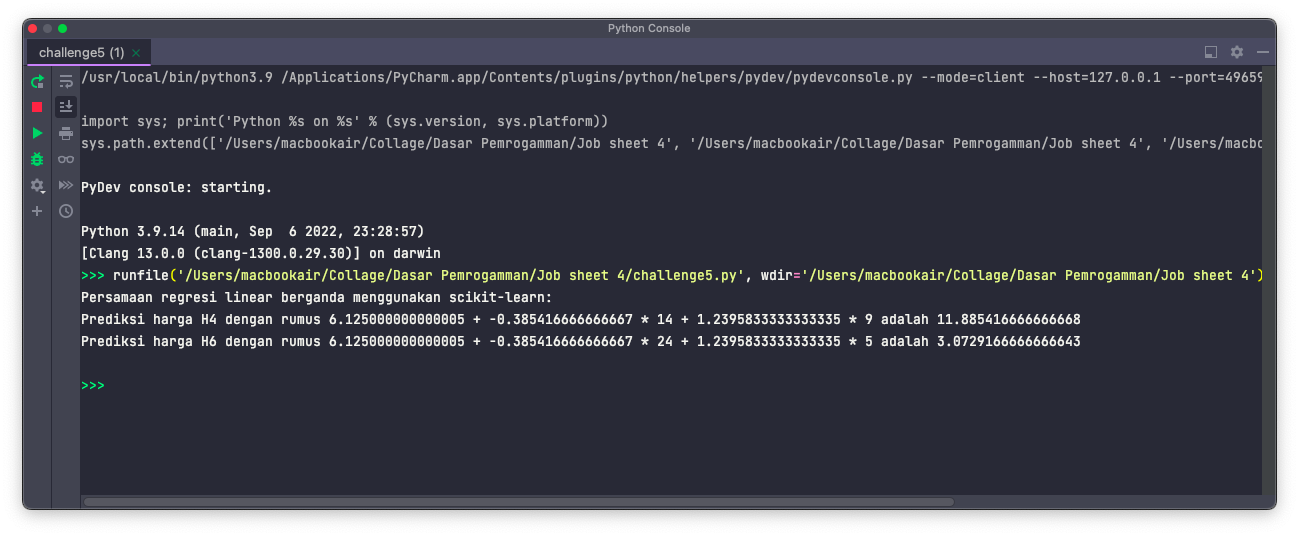 Python Console
challenge5 (1)
/usr/local/bin/python3.9 /Applications/PyCharm.app/Contents/plugins/python/helpers/pydev/pydevconsole.py --mode=client --host=127.0.0.1 --port=49659
import sys; print('Python %s on %s' % (sys.version, sys.platform))
sys.path.extend(['/Users/macbookair/Collage/Dasar Pemrogamman/Job sheet 4', '/Users/macbookair/Collage/Dasar Pemrogamman/Job sheet 4', '/Users/macbo
PyDev console: starting.
Python 3.9.14 (main, Sep  6 2022, 23:28:57)
[Clang 13.0.0 (clang-1300.0.29.30)] on darwin
>>> runfile('/Users/macbookair/Collage/Dasar Pemrogamman/Job sheet 4/challenge5.py', wdir='/Users/macbookair/Collage/Dasar Pemrogamman/Job sheet 4')
Persamaan regresi linear berganda menggunakan scikit-learn:
Prediksi harga H4 dengan rumus 6.125000000000005 + -0.385416666666667 * 14 + 1.2395833333333335 * 9 adalah 11.885416666666668
Prediksi harga H6 dengan rumus 6.125000000000005 + -0.385416666666667 * 24 + 1.2395833333333335 * 5 adalah 3.0729166666666643
>>>